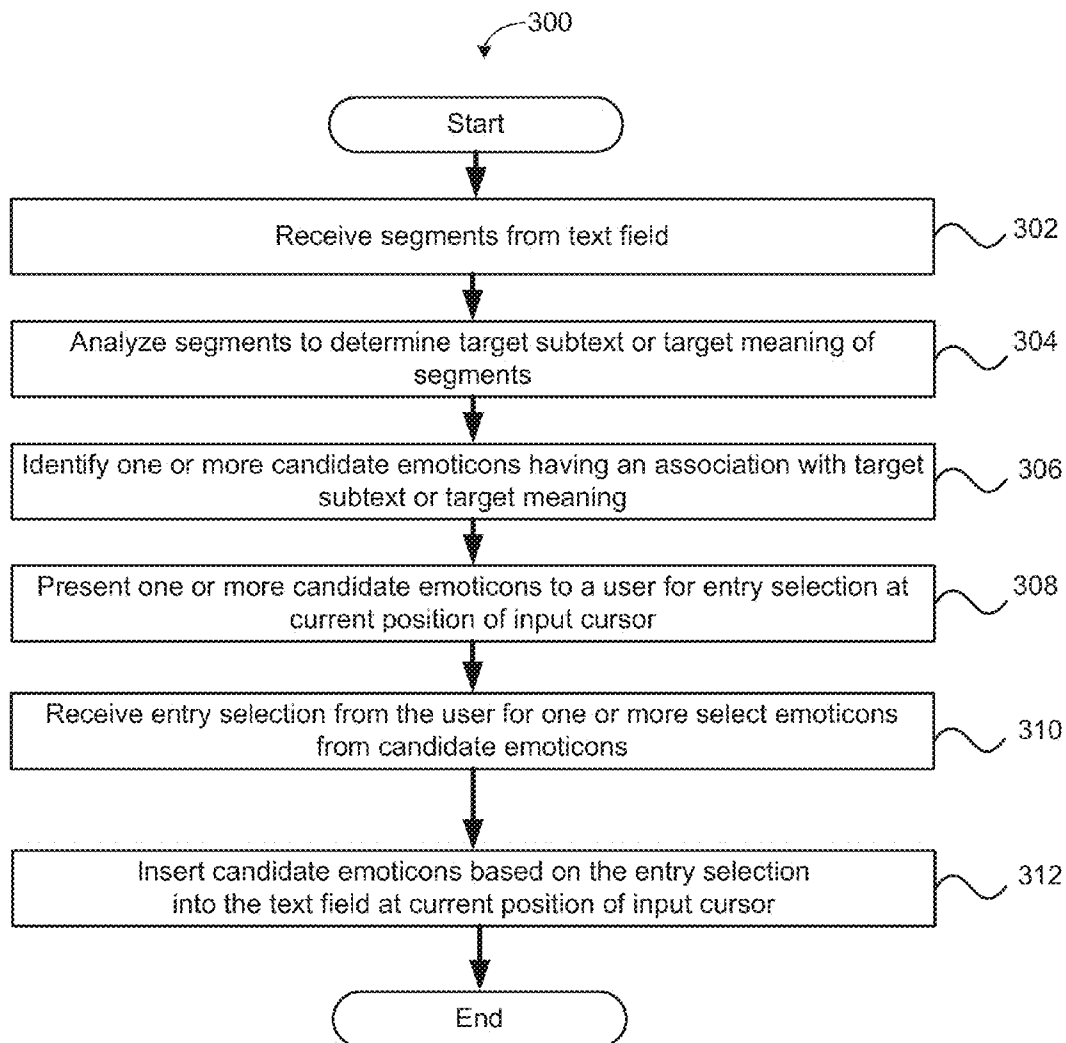 300
Start
Receive segments from text field
302
Analyze segments to determine target subtext or target meaning of
segments
304
Identify one or more candidate emoticons having an association with target
subtext or target meaning
306
Present one or more candidate emoticons to a user for entry selection at
current position of input cursor
308
Receive entry selection from the user for one or more select emoticons
from candidate emoticons
310
Insert candidate emoticons based on the entry selection
into the text field at current position of input cursor
312
End